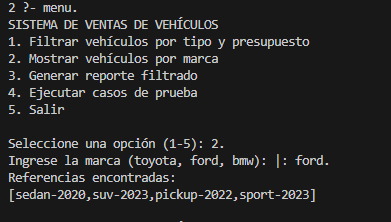 2 ?- menu.
SISTEMA DE VENTAS DE VEHÍCULOS
1. Filtrar vehículos por tipo y presupuesto
2. Mostrar vehículos por marca
3. Generar reporte filtrado
4. Ejecutar casos de prueba
5. Salir
Seleccione una opción (1-5): 2.
Ingrese la marca (toyota, ford, bmw): |: ford.
Referencias encontradas:
[sedan-2020,suv-2023,pickup-2022,sport-2023]